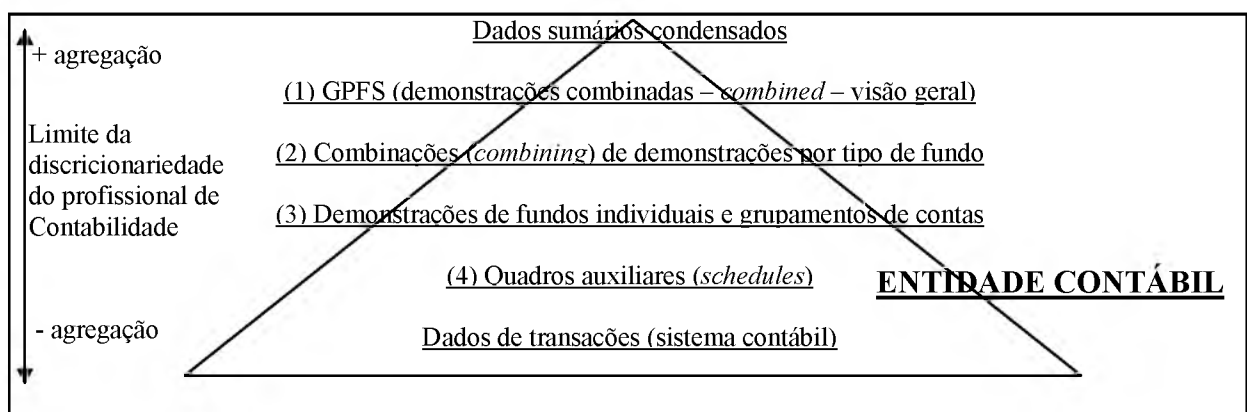 Dados sumários condensados
+ agregação
(1) GPFS (demonstrações combinadas – combined – visão geral)
Limite da
discricionariedade
do profissional de
Contabilidade
(2) Combinações (combining) de demonstrações por tipo de fundo
(3) Demonstrações de fundos individuais e grupamentos de contas
(4) Quadros auxiliares (schedules)
ENTIDADE CONTÁBIL
- agregação
Dados de transações (sistema contábil)